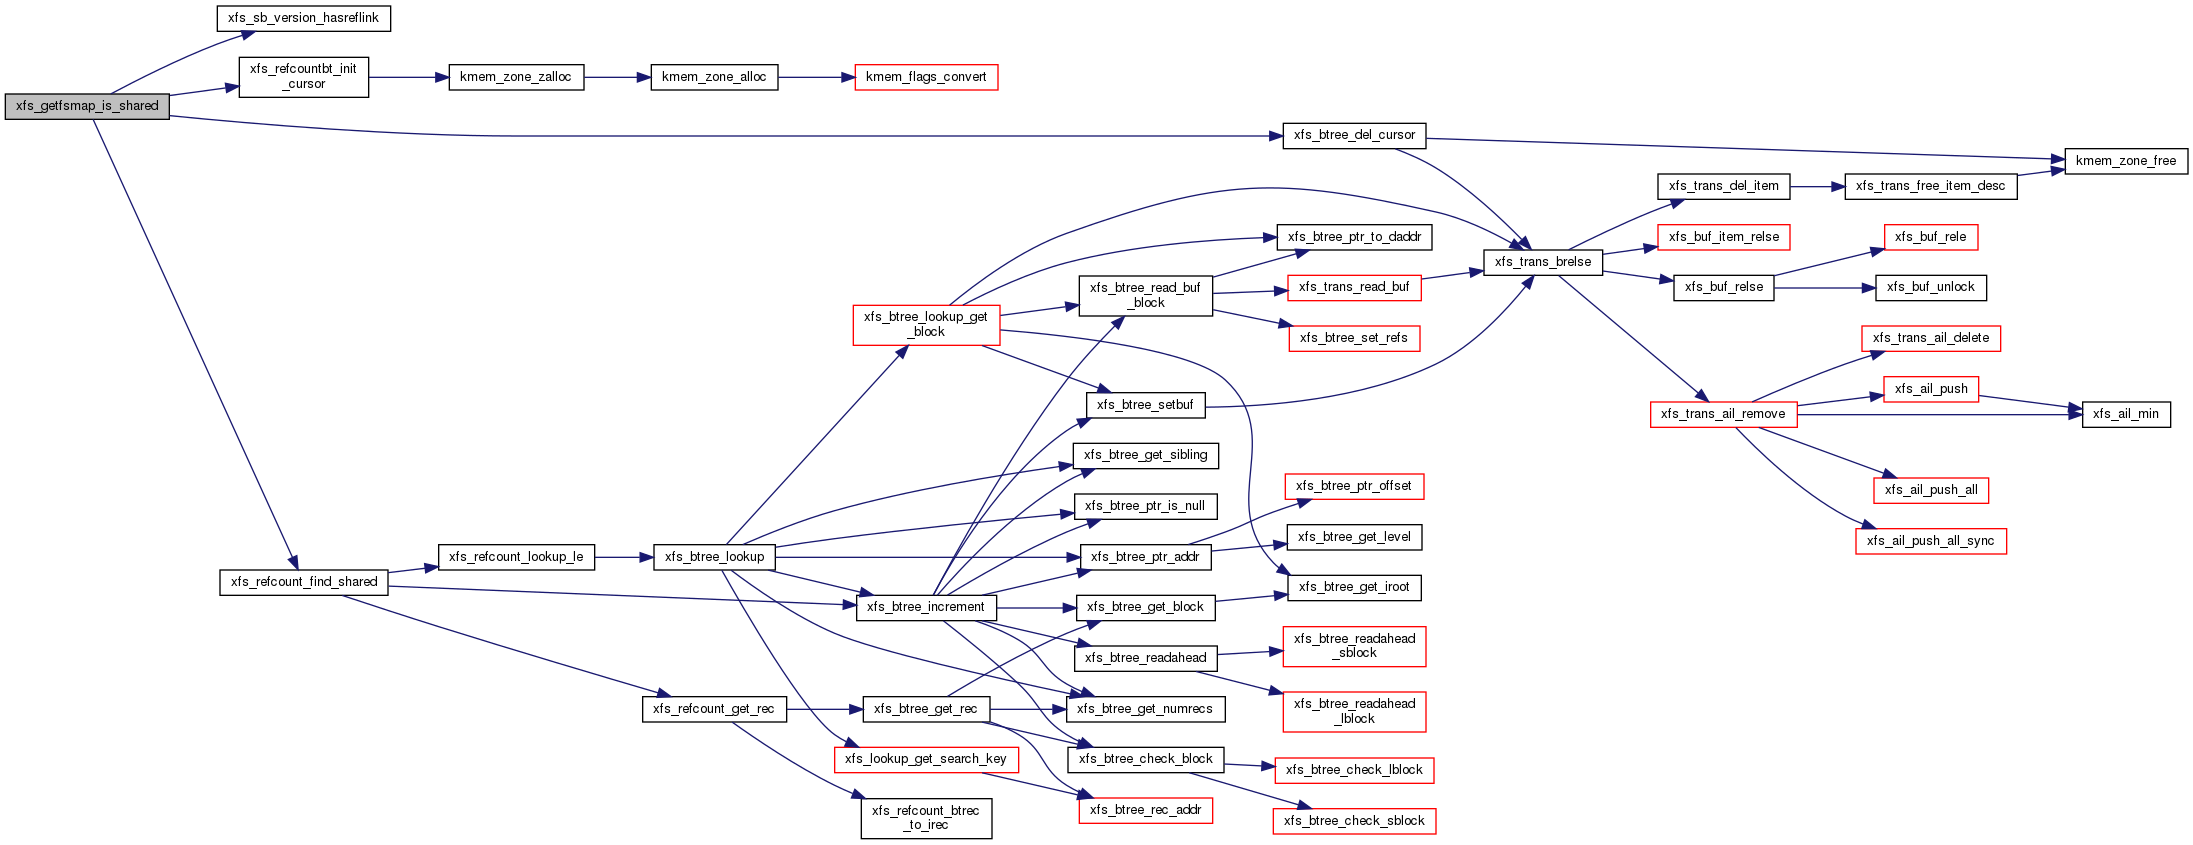 xfs_sb_version_hasreflink
xfs_refcountbt_init
_cursor
kmem_zone_zalloc
kmem_zone_alloc
kmem_flags_convert
xfs_getfsmap_is_shared
xfs_btree_del_cursor
kmem_zone_free
xfs_trans_del_item
xfs_trans_free_item_desc
xfs_btree_ptr_to_daddr
xfs_buf_item_relse
xfs_buf_rele
xfs_trans_brelse
xfs_btree_read_buf
_block
xfs_trans_read_buf
xfs_buf_relse
xfs_buf_unlock
xfs_btree_lookup_get
_block
xfs_btree_set_refs
xfs_trans_ail_delete
xfs_ail_push
xfs_btree_setbuf
xfs_trans_ail_remove
xfs_ail_min
xfs_btree_get_sibling
xfs_btree_ptr_offset
xfs_ail_push_all
xfs_btree_ptr_is_null
xfs_btree_get_level
xfs_ail_push_all_sync
xfs_refcount_lookup_le
xfs_btree_lookup
xfs_btree_ptr_addr
xfs_refcount_find_shared
xfs_btree_get_iroot
xfs_btree_increment
xfs_btree_get_block
xfs_btree_readahead
xfs_btree_readahead
_sblock
xfs_refcount_get_rec
xfs_btree_get_rec
xfs_btree_get_numrecs
xfs_btree_readahead
_lblock
xfs_lookup_get_search_key
xfs_btree_check_block
xfs_btree_check_lblock
xfs_refcount_btrec
_to_irec
xfs_btree_rec_addr
xfs_btree_check_sblock